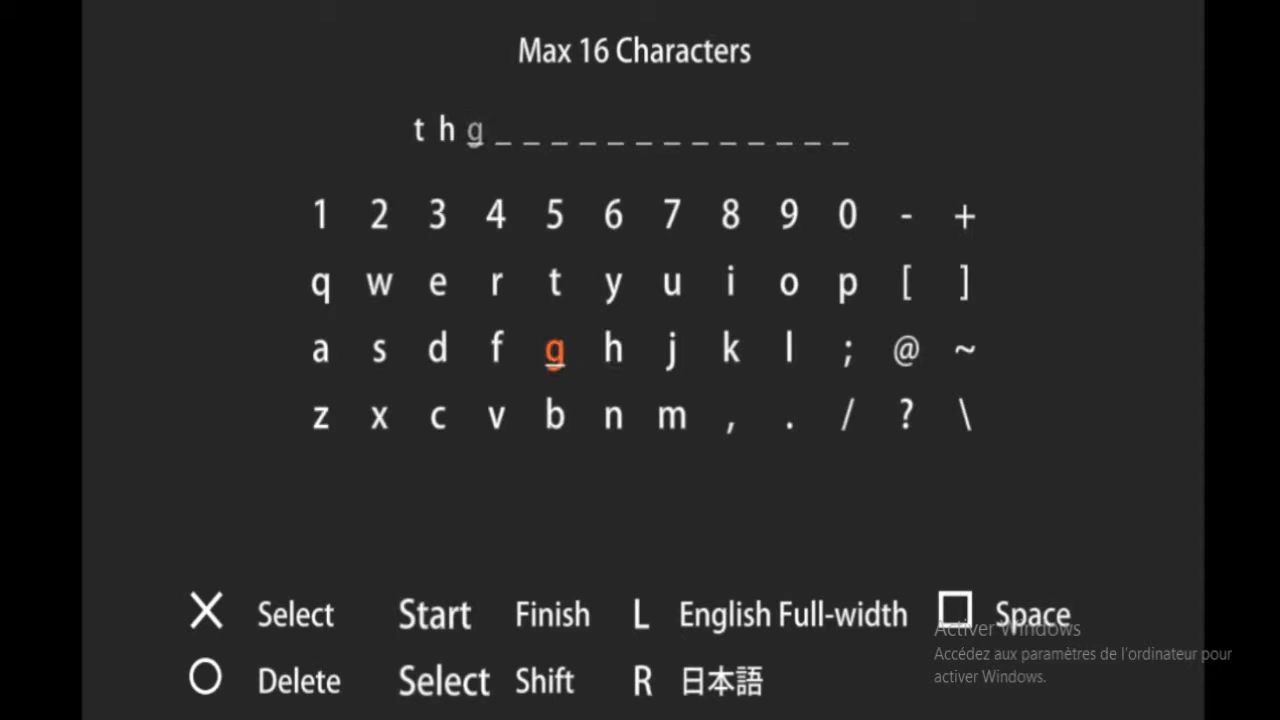 Max 16 Characters
t h g _ _ _ _ _ _ _ _ _ _ _ _ _
1 2 3 4 5 6 7 8 9 0 - +
q w e r t y u i o p [ ]
a s d f g h j k l ; @ ~
z x c v b n m , . / ? \
X Select Start Finish L English Full-width □ Space
O Delete Select Shift R 日本語
Activer Windows
Accédez aux paramètres de l'ordinateur pour
activer Windows.